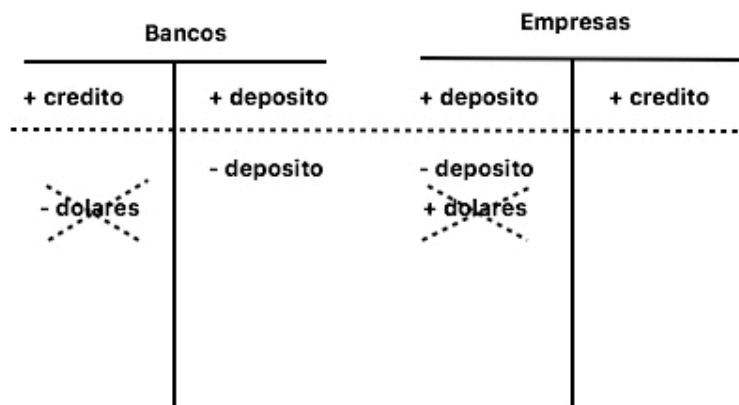 Bancos
Empresas
+ credito
+ deposito
+ deposito
+ credito
- deposito
- deposito
- dolares
+ dolares